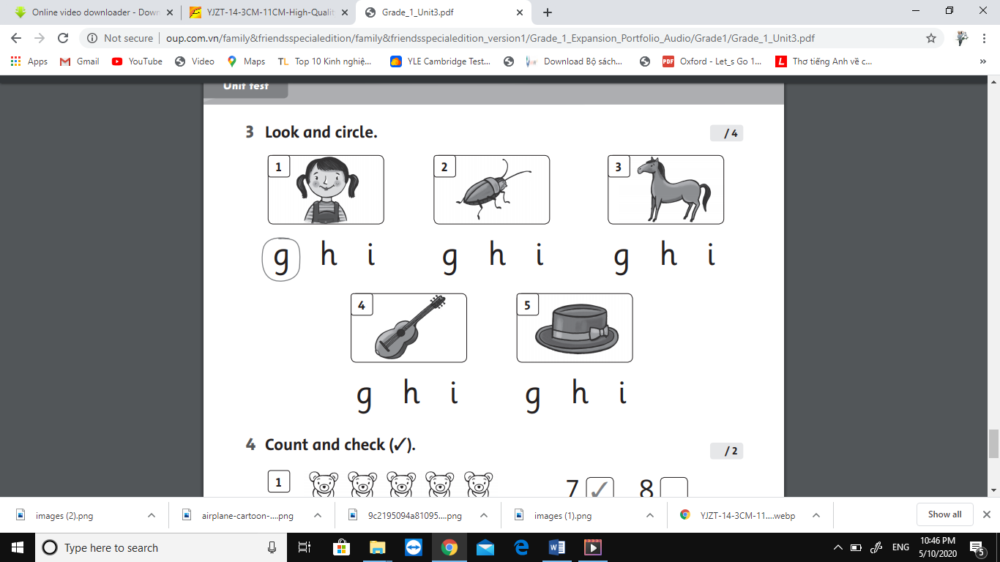 Online video downloader - Down
YJZT-14-3CM-11CM-High-Qualit
Grade_1_Unit3.pdf
Not secure
oup.com.vn/family&friendsspecialedition/family&friendsspecialedition_version1/Grade_1_Expansion_Portfolio_Audio/Grade1/Grade_1_Unit3.pdf
Apps Gmail YouTube Video Maps TL Top 10 Kinh nghiệ... YLE Cambridge Test... Download Bộ sách... PDF Oxford - Let_s Go 1... L Thơ tiếng Anh về c... »
Unit test
3 Look and circle. / 4
1 2 3
g h i g h i g h i
4 5
g h i g h i
4 Count and check (✓). / 2
1 7 ✓ 8
images (2).png airplane-cartoon-....png 9c2195094a81095....png images (1).png YJZT-14-3CM-11....webp Show all
Type here to search
ENG
10:46 PM
5/10/2020
5